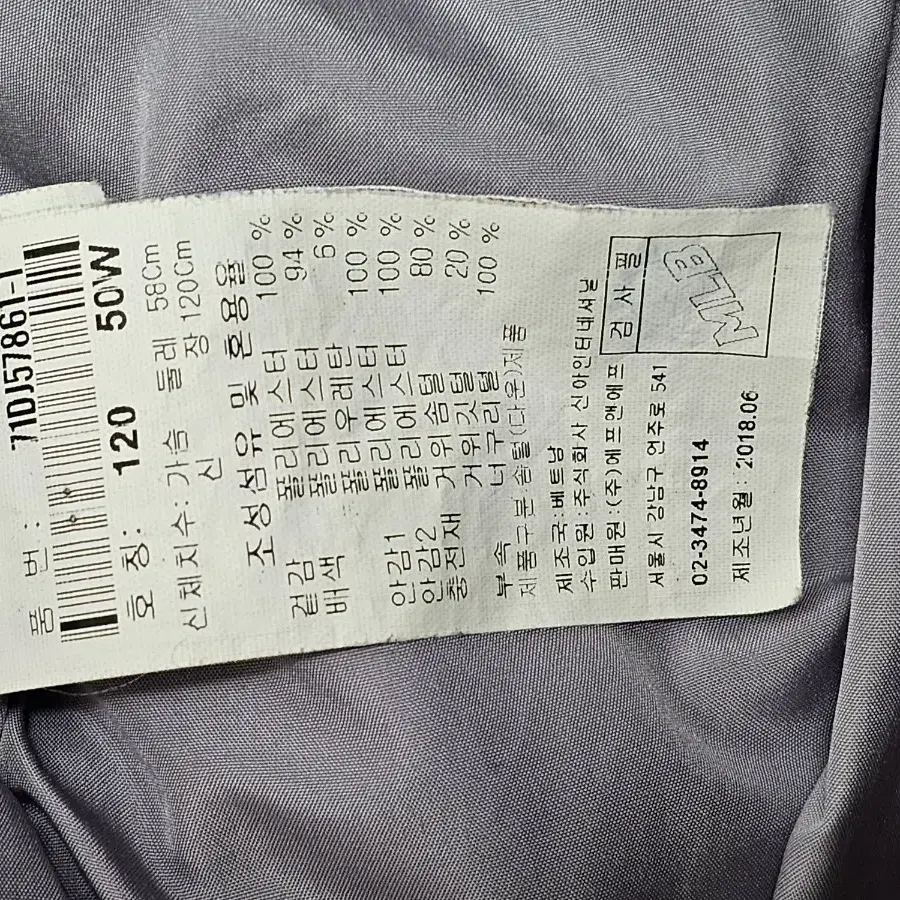 품 번 : 71DJ57861-1
호칭: 120 50W
신체치수: 가슴 둘레 58Cm
신 장 120Cm
조성섬유 및 혼용율
겉감 폴리에스터 100 %
배색 폴리에스터 94 %
폴리우레탄 6 %
안감1 폴리에스터 100 %
안감2 폴리에스터 100 %
충전재 거위솜털 80 %
거위깃털 20 %
부 속 너구리털 100 %
제품구분:솜털(다운)제품
제조국:베트남
수입원:주식회사 신아인터네셔날
판매원:(주)에프앤에프
서울시 강남구 언주로 541
02-3474-8914
제조년월: 2018.06
검 사 필
MLB